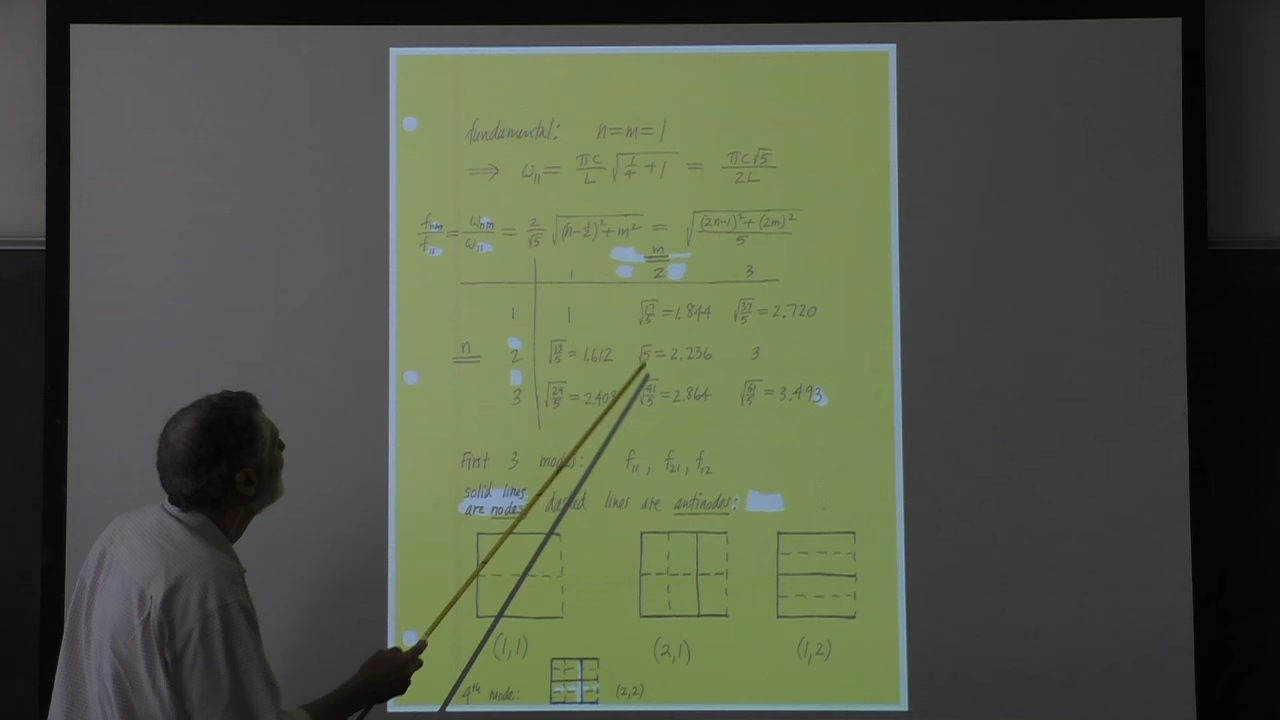 fundamental: n=m=1
⟹ ω₁₁ = πc/L √(1/4 + 1) = πc√5/2L
fnm/f₁₁ = ωnm/ω₁₁ = 2/√5 √((n-½)²+m²) = √(((2n-1)²+(2m)²)/5)
m
1 2 3
1 1 √(17/5) = 1.844 √(37/5) = 2.720
n 2 √(13/5) = 1.612 √5 = 2.236 3
3 √(29/5) = 2.408 √(41/5) = 2.864 √(61/5) = 3.493
First 3 modes: f₁₁, f₂₁, f₁₂
solid lines
are nodes dashed lines are antinodes:
(1,1) (2,1) (1,2)
4th mode: (2,2)